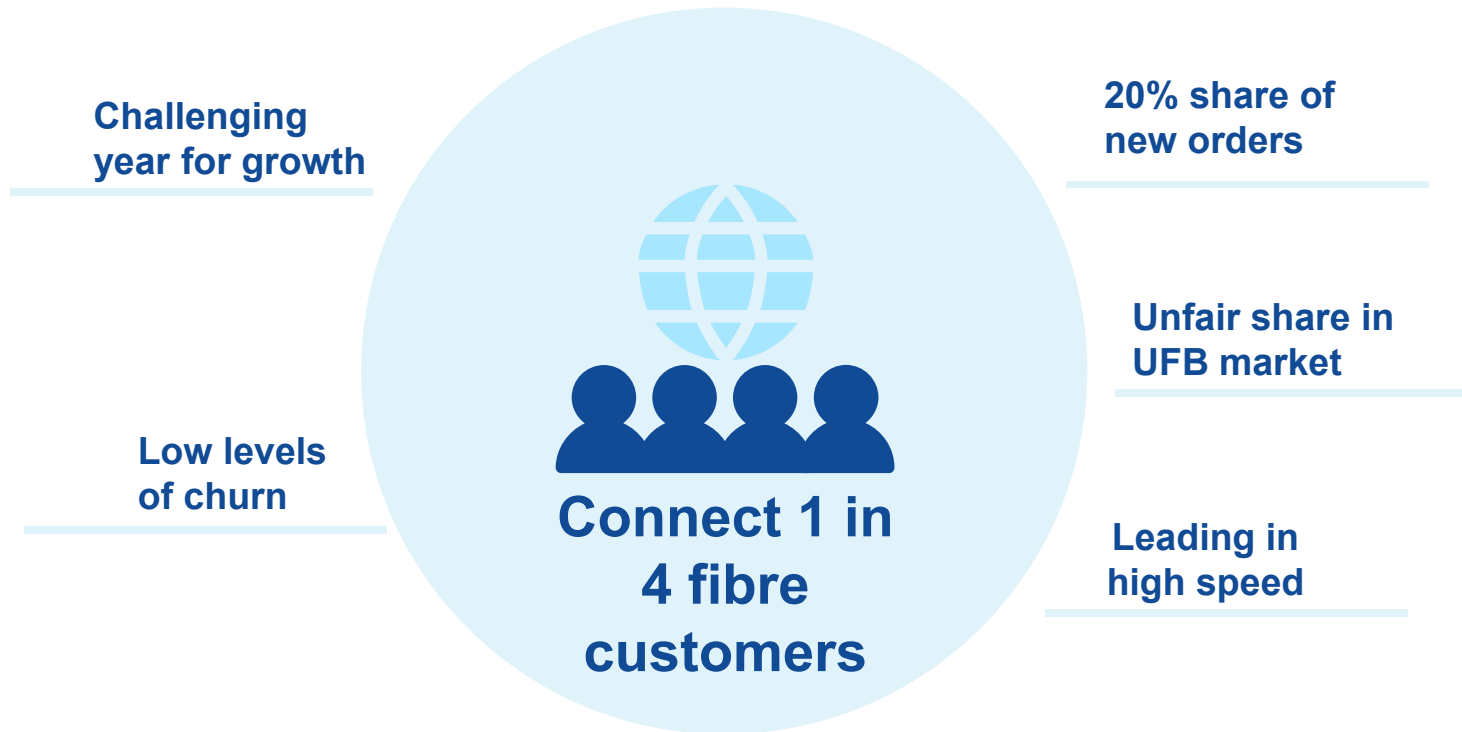 Challenging
year for growth
Low levels
of churn
Connect 1 in
4 fibre
customers
20% share of
new orders
Unfair share in
UFB market
Leading in
high speed